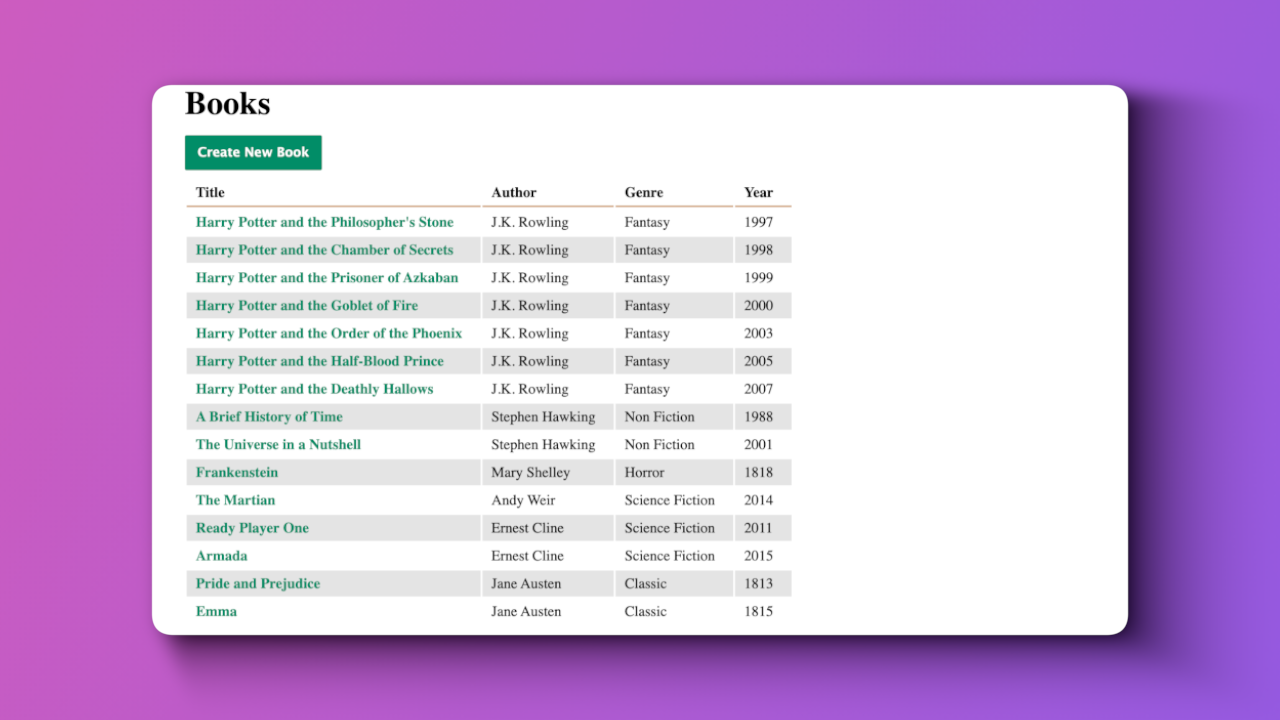 Books
Create New Book
Title Author Genre Year
Harry Potter and the Philosopher's Stone J.K. Rowling Fantasy 1997
Harry Potter and the Chamber of Secrets J.K. Rowling Fantasy 1998
Harry Potter and the Prisoner of Azkaban J.K. Rowling Fantasy 1999
Harry Potter and the Goblet of Fire J.K. Rowling Fantasy 2000
Harry Potter and the Order of the Phoenix J.K. Rowling Fantasy 2003
Harry Potter and the Half-Blood Prince J.K. Rowling Fantasy 2005
Harry Potter and the Deathly Hallows J.K. Rowling Fantasy 2007
A Brief History of Time Stephen Hawking Non Fiction 1988
The Universe in a Nutshell Stephen Hawking Non Fiction 2001
Frankenstein Mary Shelley Horror 1818
The Martian Andy Weir Science Fiction 2014
Ready Player One Ernest Cline Science Fiction 2011
Armada Ernest Cline Science Fiction 2015
Pride and Prejudice Jane Austen Classic 1813
Emma Jane Austen Classic 1815